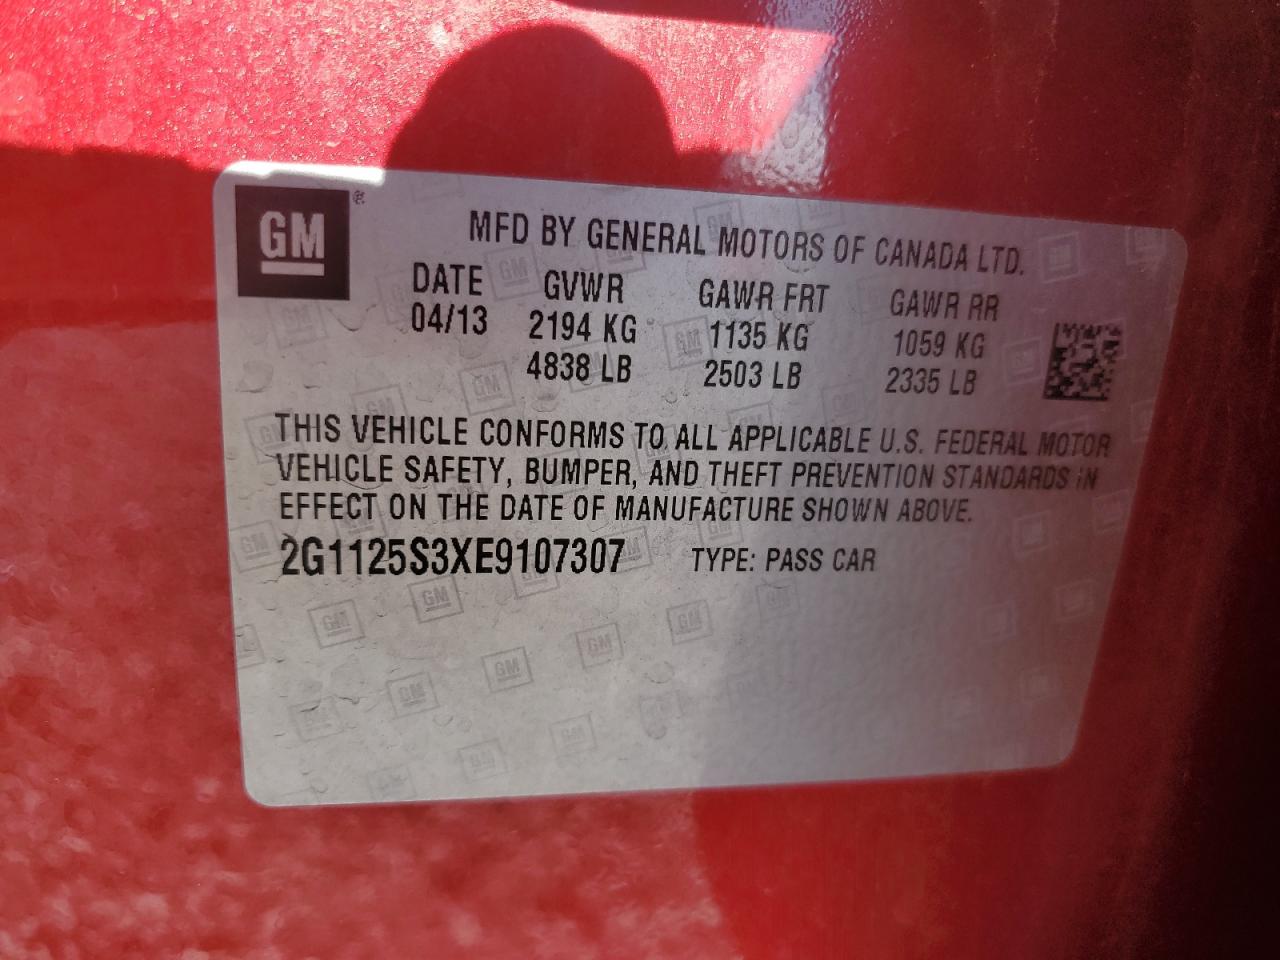 GM ®
MFD BY GENERAL MOTORS OF CANADA LTD.
DATE GVWR GAWR FRT GAWR RR
04/13 2194 KG 1135 KG 1059 KG
4838 LB 2503 LB 2335 LB
THIS VEHICLE CONFORMS TO ALL APPLICABLE U.S. FEDERAL MOTOR
VEHICLE SAFETY, BUMPER, AND THEFT PREVENTION STANDARDS IN
EFFECT ON THE DATE OF MANUFACTURE SHOWN ABOVE.
2G1125S3XE9107307 TYPE: PASS CAR